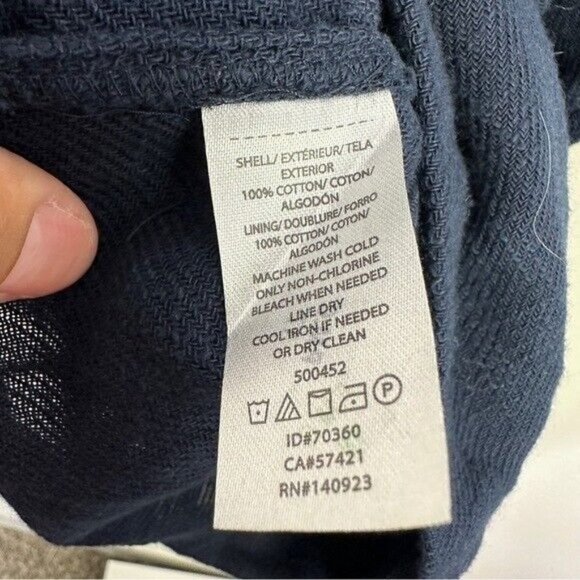 SHELL/ EXTÉRIEUR/ TELA
EXTERIOR
100% COTTON/ COTON/
ALGODÓN
LINING/ DOUBLURE/ FORRO
100% COTTON/ COTON/
ALGODÓN
MACHINE WASH COLD
ONLY NON-CHLORINE
BLEACH WHEN NEEDED
LINE DRY
COOL IRON IF NEEDED
OR DRY CLEAN
500452
P
ID#70360
CA#57421
RN#140923